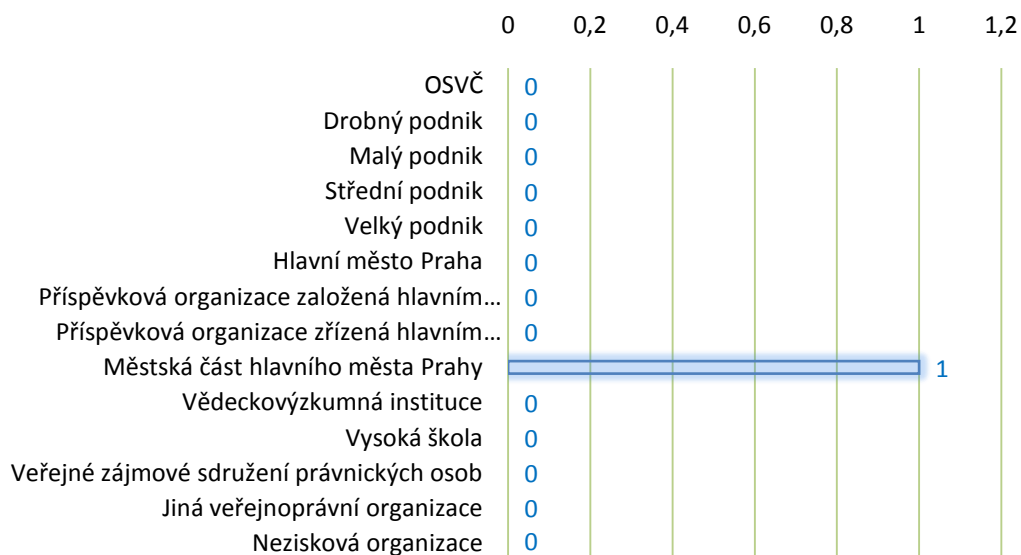 0 0,2 0,4 0,6 0,8 1 1,2
OSVČ 0
Drobný podnik 0
Malý podnik 0
Střední podnik 0
Velký podnik 0
Hlavní město Praha 0
Příspěvková organizace založená hlavním… 0
Příspěvková organizace zřízená hlavním… 0
Městská část hlavního města Prahy 1
Vědeckovýzkumná instituce 0
Vysoká škola 0
Veřejné zájmové sdružení právnických osob 0
Jiná veřejnoprávní organizace 0
Nezisková organizace 0